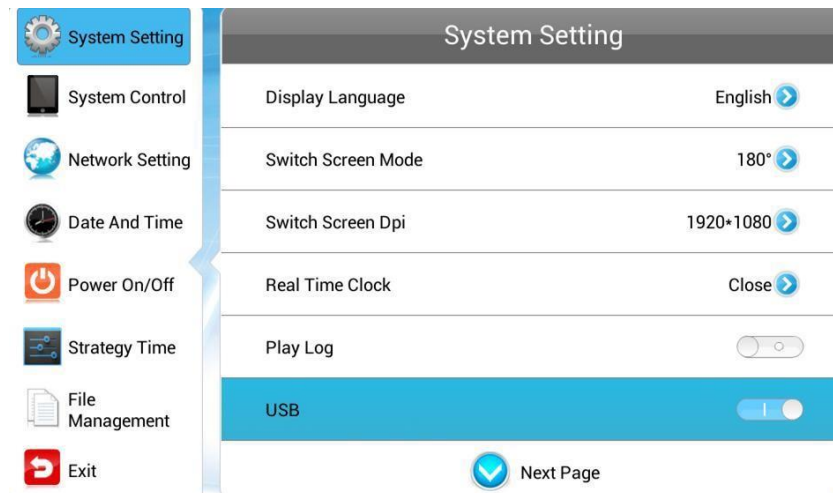 System Setting
System Control
Network Setting
Date And Time
Power On/Off
Strategy Time
File
Management
Exit
System Setting
Display Language English
Switch Screen Mode 180°
Switch Screen Dpi 1920*1080
Real Time Clock Close
Play Log
USB
Next Page